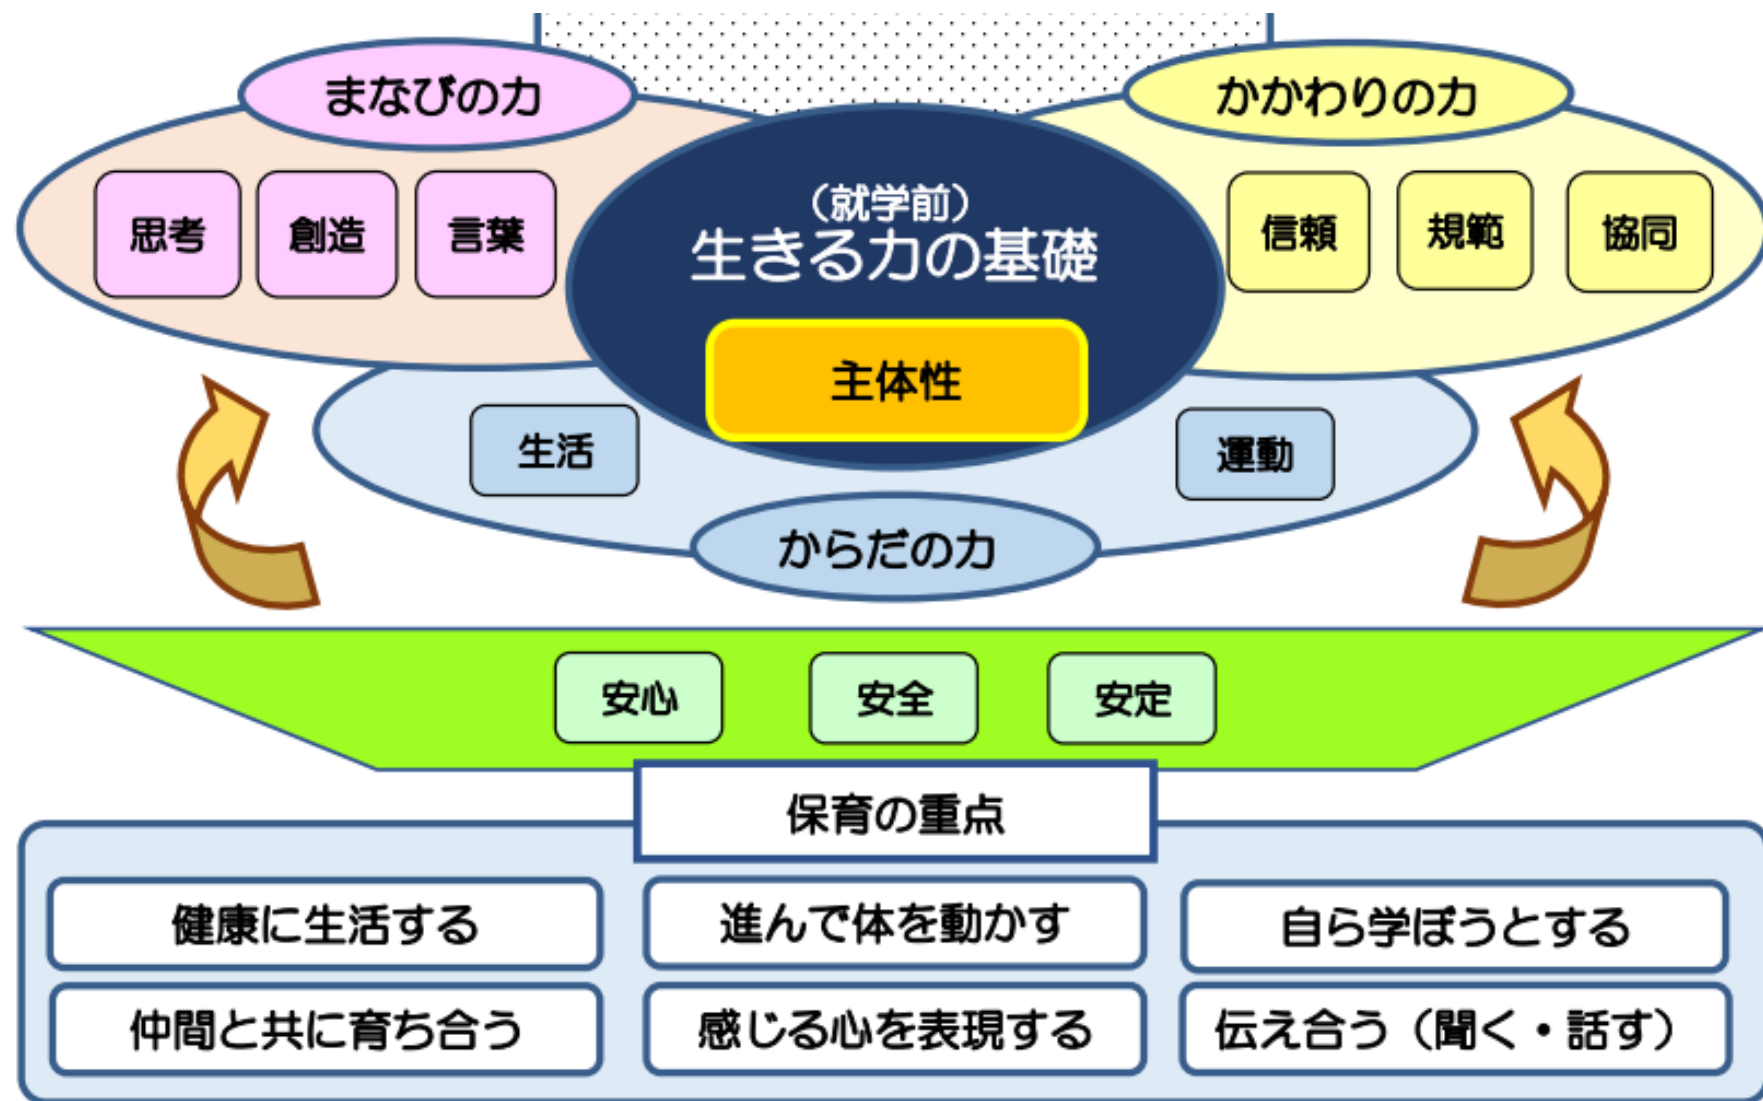 まなびの力
かかわりの力
（就学前）
生きる力の基礎
思考
創造
言葉
信頼
規範
協同
主体性
生活
運動
からだの力
安心
安全
安定
保育の重点
健康に生活する
進んで体を動かす
自ら学ぼうとする
仲間と共に育ち合う
感じる心を表現する
伝え合う（聞く・話す）